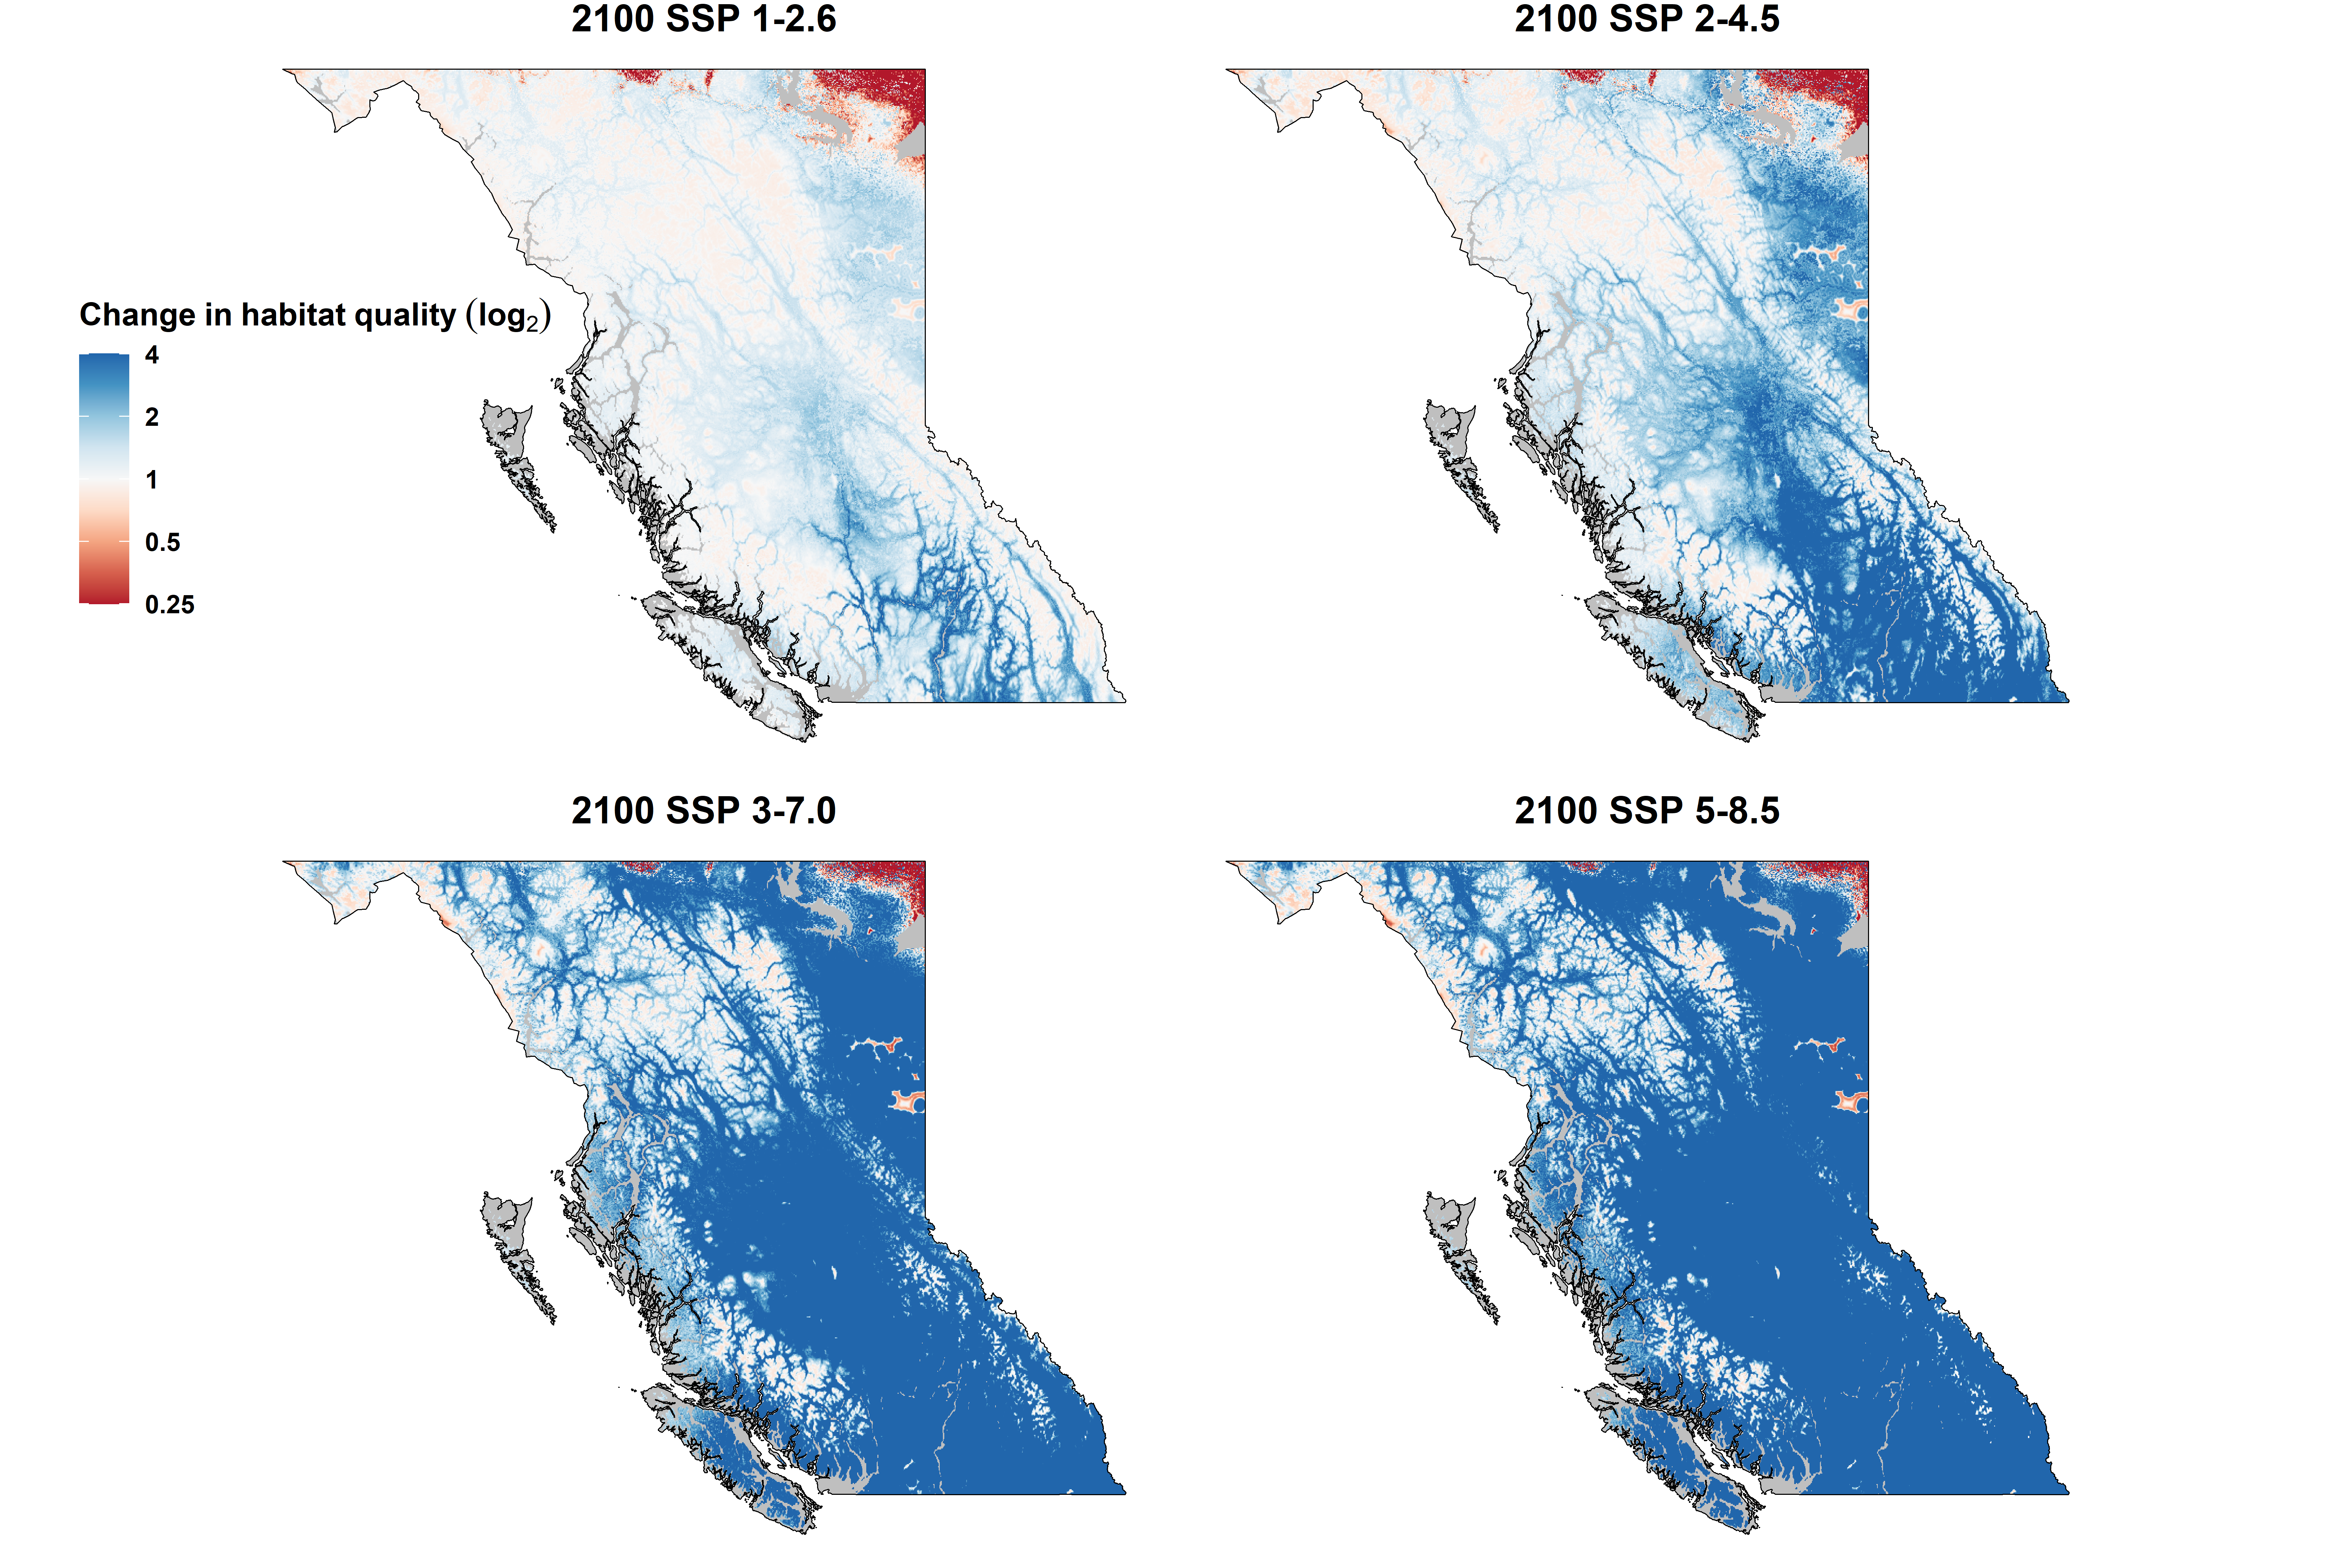 2100 SSP 1-2.6
2100 SSP 2-4.5
Change in habitat quality (log₂)
4
2
1
0.5
0.25
2100 SSP 3-7.0
2100 SSP 5-8.5